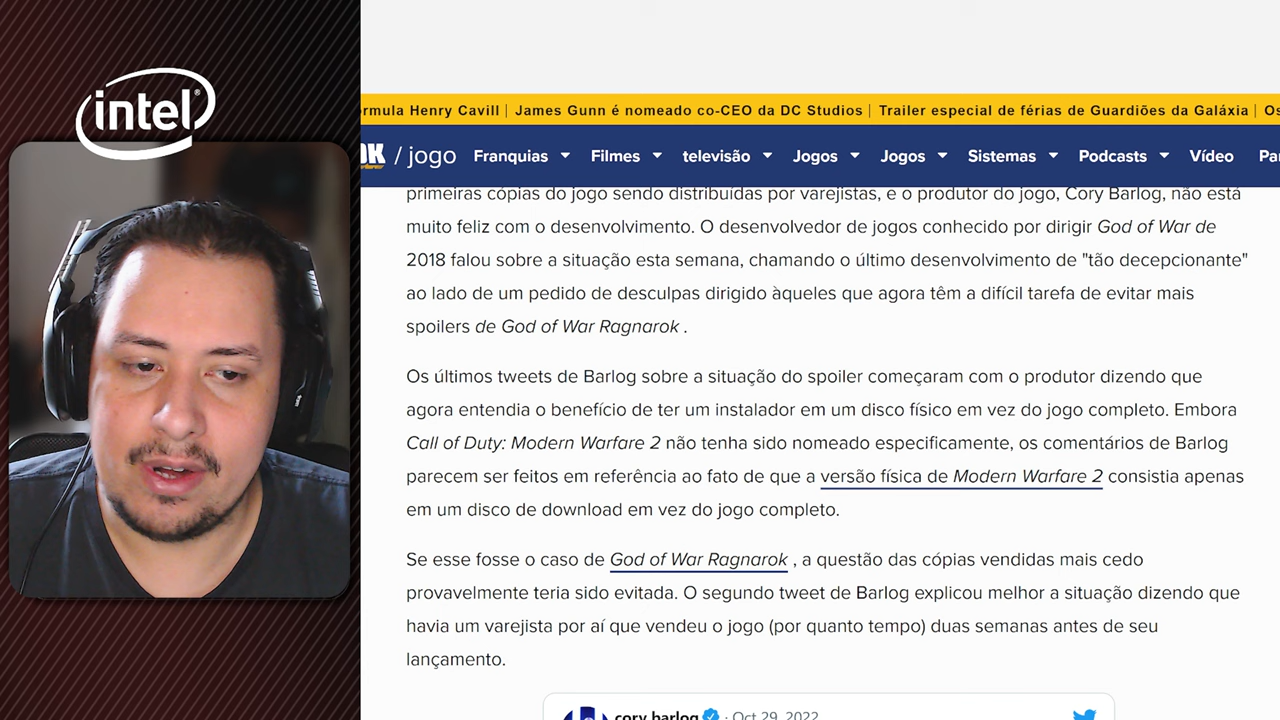 intel®
rmula Henry Cavill | James Gunn é nomeado co-CEO da DC Studios | Trailer especial de férias de Guardiões da Galáxia | Os
/ jogo Franquias Filmes televisão Jogos Jogos Sistemas Podcasts Vídeo
primeiras cópias do jogo sendo distribuídas por varejistas, e o produtor do jogo, Cory Barlog, não está
muito feliz com o desenvolvimento. O desenvolvedor de jogos conhecido por dirigir God of War de
2018 falou sobre a situação esta semana, chamando o último desenvolvimento de "tão decepcionante"
ao lado de um pedido de desculpas dirigido àqueles que agora têm a difícil tarefa de evitar mais
spoilers de God of War Ragnarok .
Os últimos tweets de Barlog sobre a situação do spoiler começaram com o produtor dizendo que
agora entendia o benefício de ter um instalador em um disco físico em vez do jogo completo. Embora
Call of Duty: Modern Warfare 2 não tenha sido nomeado especificamente, os comentários de Barlog
parecem ser feitos em referência ao fato de que a versão física de Modern Warfare 2 consistia apenas
em um disco de download em vez do jogo completo.
Se esse fosse o caso de God of War Ragnarok , a questão das cópias vendidas mais cedo
provavelmente teria sido evitada. O segundo tweet de Barlog explicou melhor a situação dizendo que
havia um varejista por aí que vendeu o jogo (por quanto tempo) duas semanas antes de seu
lançamento.
cory barlog · Oct 29, 2022